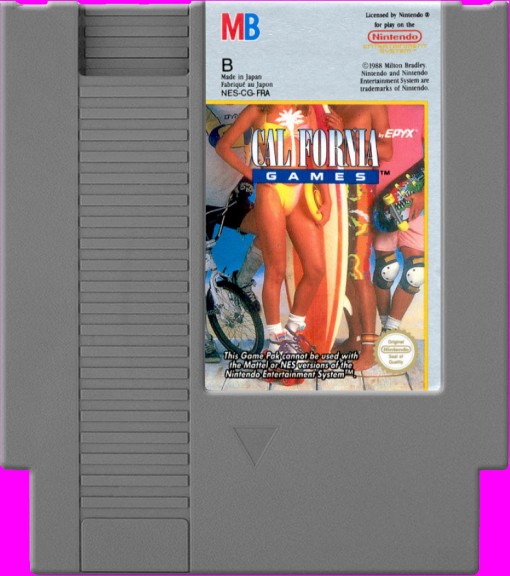 MB
Licensed by Nintendo ®
for play on the
Nintendo
B
Made in Japan
Fabriqué au Japon
NES-CG-FRA
©1988 Milton Bradley
Nintendo and Nintendo
Entertainment System are
trademarks of Nintendo.
CALIFORNIA
by EPYX
GAMES™
This Game Pak cannot be used with
the Mattel or NES versions of the
Nintendo Entertainment System™.
Original
Nintendo
Seal of
Quality